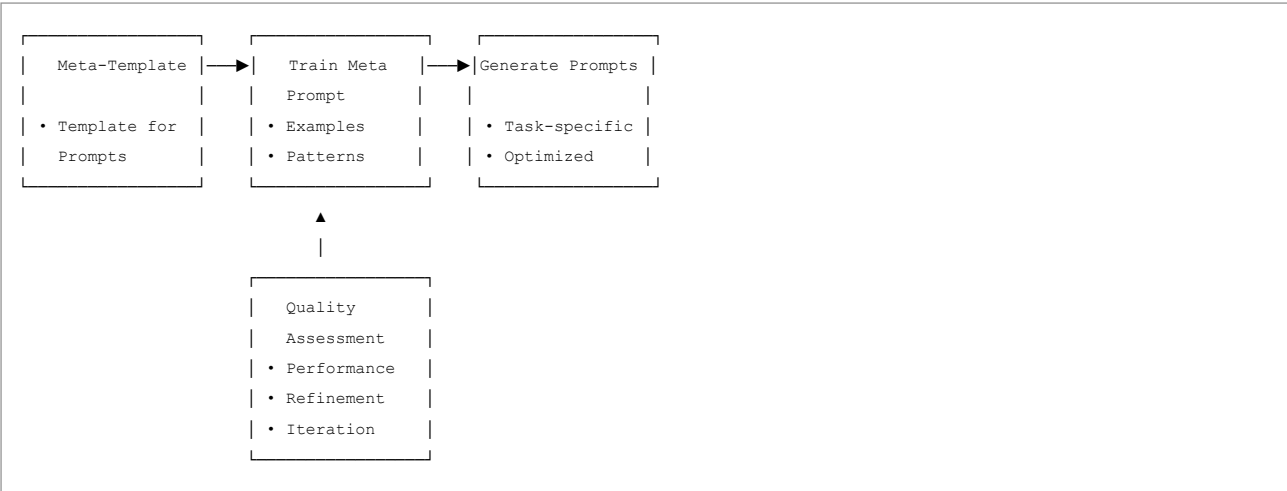 Meta-Template
• Template for
Prompts
Train Meta
Prompt
• Examples
• Patterns
Generate Prompts
• Task-specific
• Optimized
Quality
Assessment
• Performance
• Refinement
• Iteration